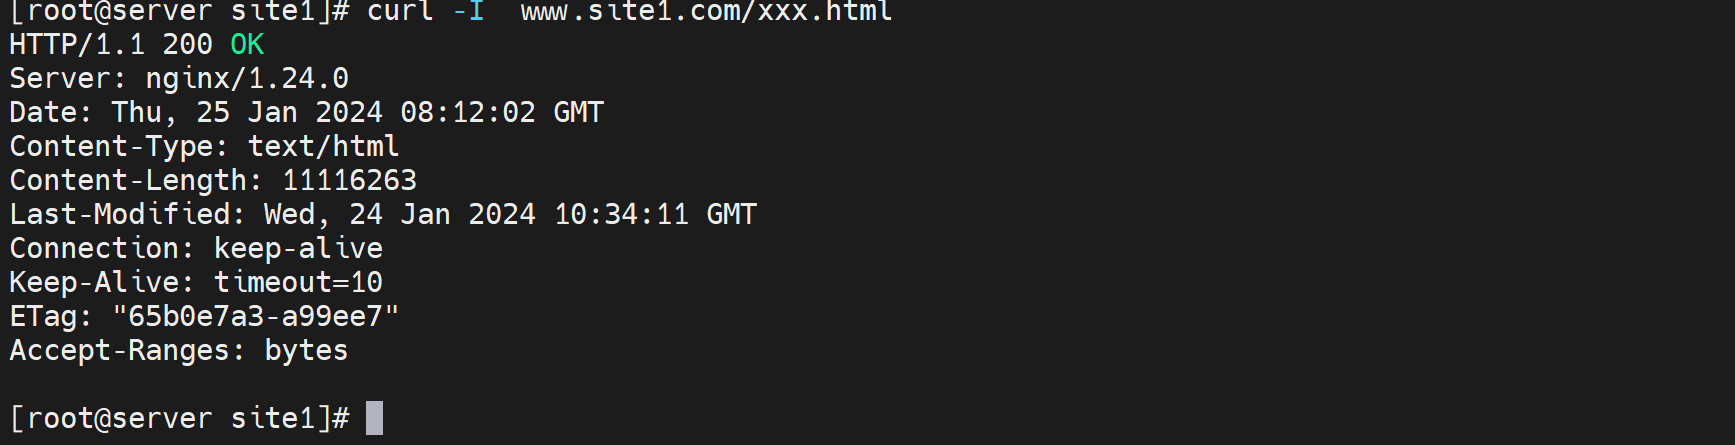 [root@server site1]# curl -I  www.site1.com/xxx.html
HTTP/1.1 200 OK
Server: nginx/1.24.0
Date: Thu, 25 Jan 2024 08:12:02 GMT
Content-Type: text/html
Content-Length: 11116263
Last-Modified: Wed, 24 Jan 2024 10:34:11 GMT
Connection: keep-alive
Keep-Alive: timeout=10
ETag: "65b0e7a3-a99ee7"
Accept-Ranges: bytes
[root@server site1]#